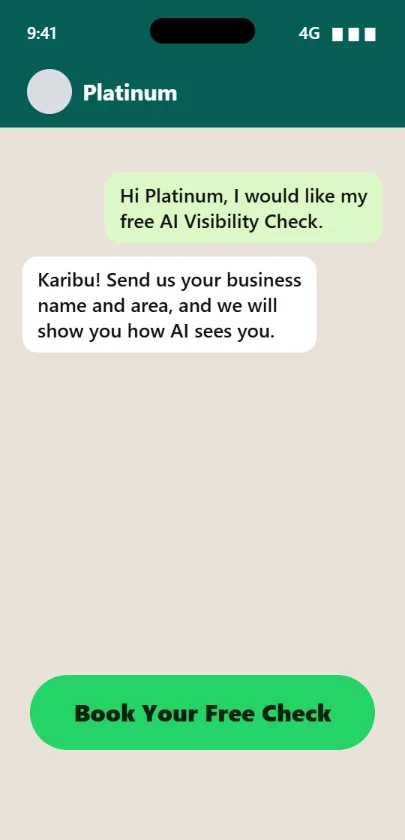 9:41
4G
Platinum
Hi Platinum, I would like my
free AI Visibility Check.
Karibu! Send us your business
name and area, and we will
show you how AI sees you.
Book Your Free Check